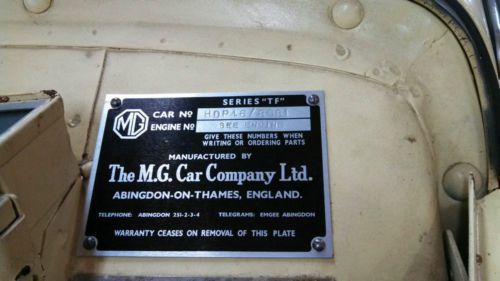 SERIES "TF"
MG
CAR Nº
ENGINE Nº SEE ENGIN
GIVE THESE NUMBERS WHEN
WRITING OR ORDERING PARTS
MANUFACTURED BY
The M.G. Car Company Ltd.
ABINGDON-ON-THAMES, ENGLAND.
TELEPHONE: ABINGDON 251-2-3-4 TELEGRAMS: EMGEE ABINGDON
WARRANTY CEASES ON REMOVAL OF THIS PLATE